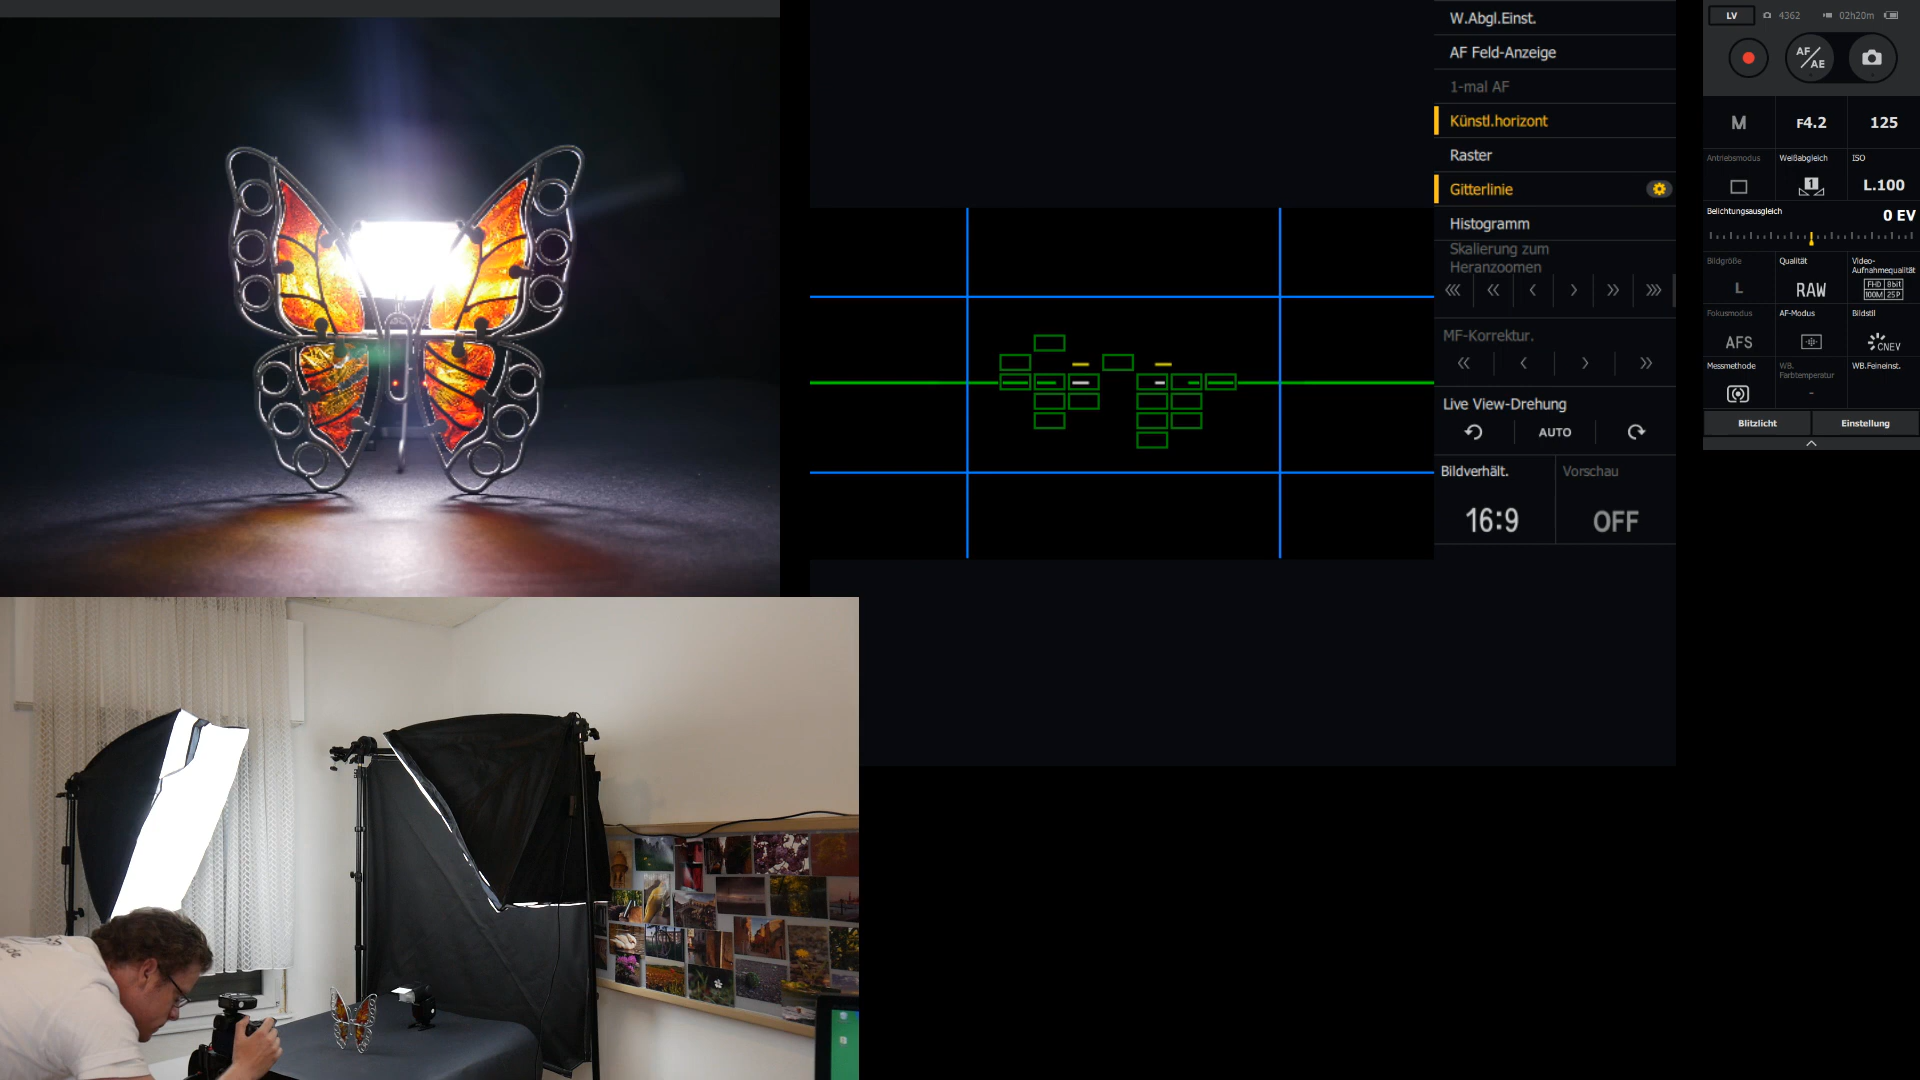 W.Abgl.Einst.
AF Feld-Anzeige
1-mal AF
Künstl.horizont
Raster
Gitterlinie
Histogramm
Skalierung zum
Heranzoomen
MF-Korrektur.
Live View-Drehung
AUTO
Bildverhält.
Vorschau
16:9
OFF
LV
4362
02h20m
AF/AE
M
F4.2
125
Antriebsmodus
Weißabgleich
ISO
1
L.100
Belichtungsausgleich
0 EV
Bildgröße
Qualität
Video-
Aufnahmequalität
L
RAW
FHD 8bit
100M 25P
Fokusmodus
AF-Modus
Bildstil
AFS
CNEV
Messmethode
WB.
Farbtemperatur
WB.Feineinst.
-
Blitzlicht
Einstellung